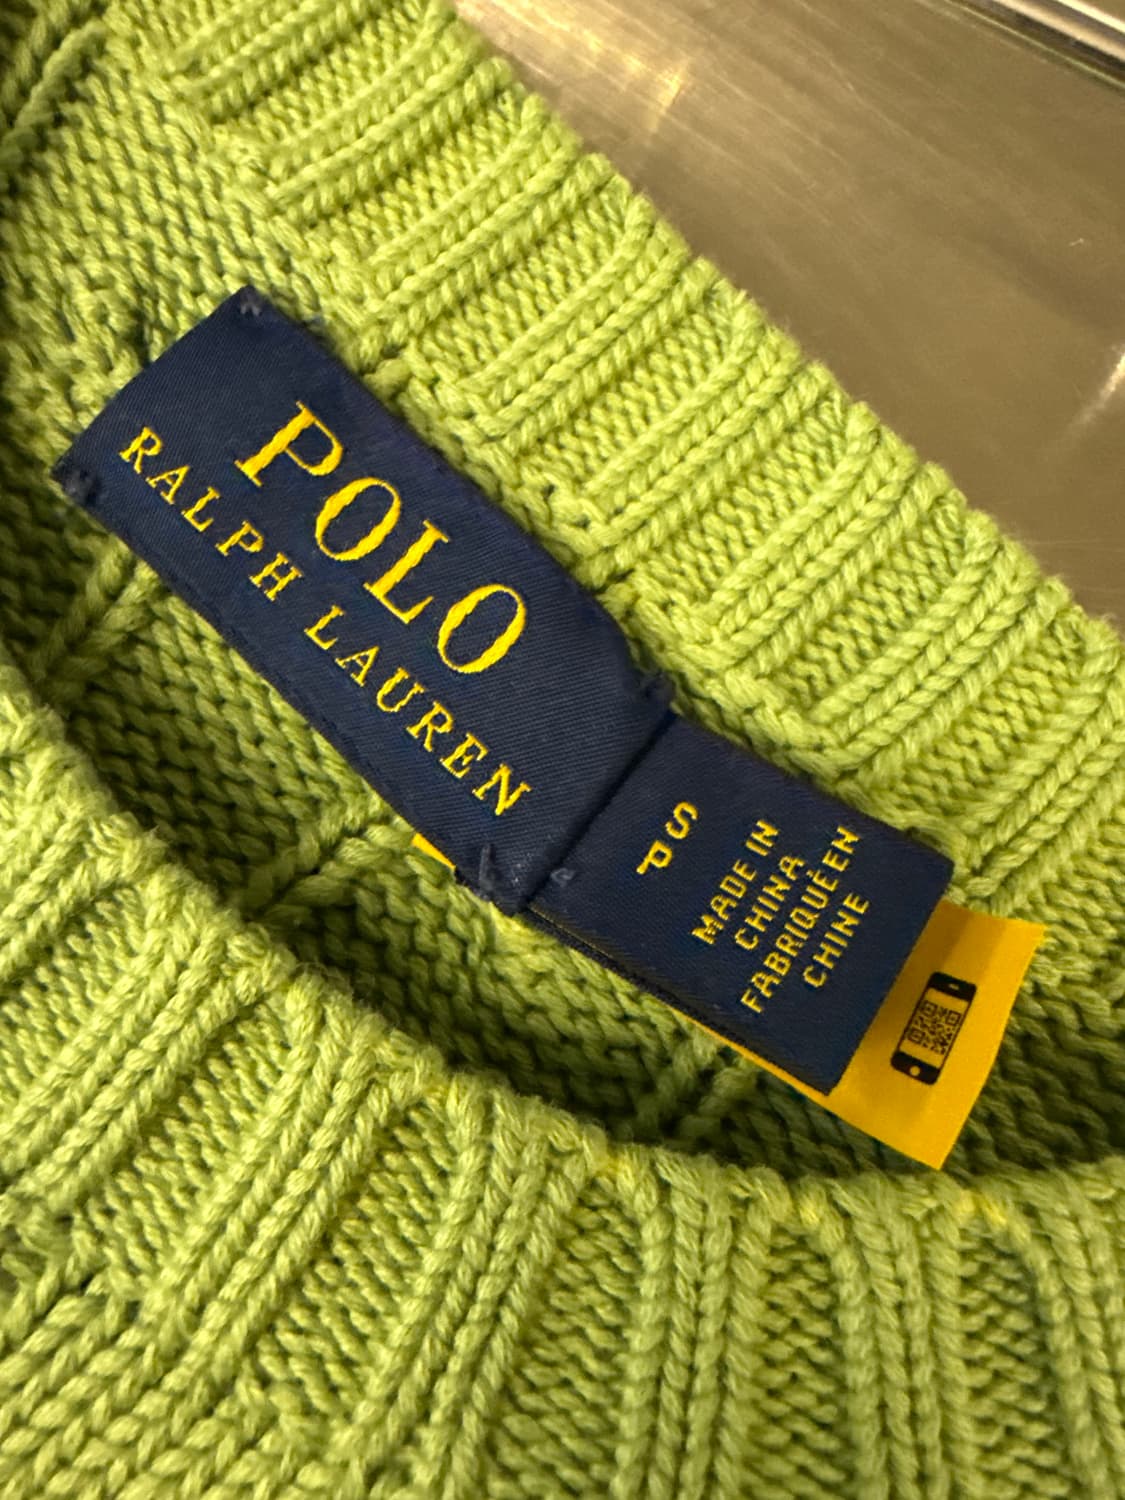 POLO
RALPH LAUREN
S
P
MADE IN
CHINA
FABRIQUÉ EN
CHINE